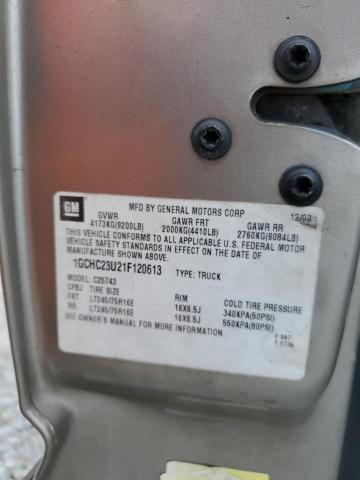 GM
MFD BY GENERAL MOTORS CORP
GVWR GAWR FRT GAWR RR
4173KG(9200LB) 2000KG(4410LB) 2760KG(6084LB)
THIS VEHICLE CONFORMS TO ALL APPLICABLE U.S. FEDERAL MOTOR
VEHICLE SAFETY STANDARDS IN EFFECT ON THE DATE OF
MANUFACTURE SHOWN ABOVE.
1GCHC23U21F120613 TYPE: TRUCK
C25743
CPBJ TIRE SIZE RIM COLD TIRE PRESSURE
FRT LT245/75R16E 16X6.5J 340KPA(50PSI)
RR LT245/75R16E 16X6.5J 550KPA(80PSI)
SEE OWNER'S MANUAL FOR MORE INFORMATION.